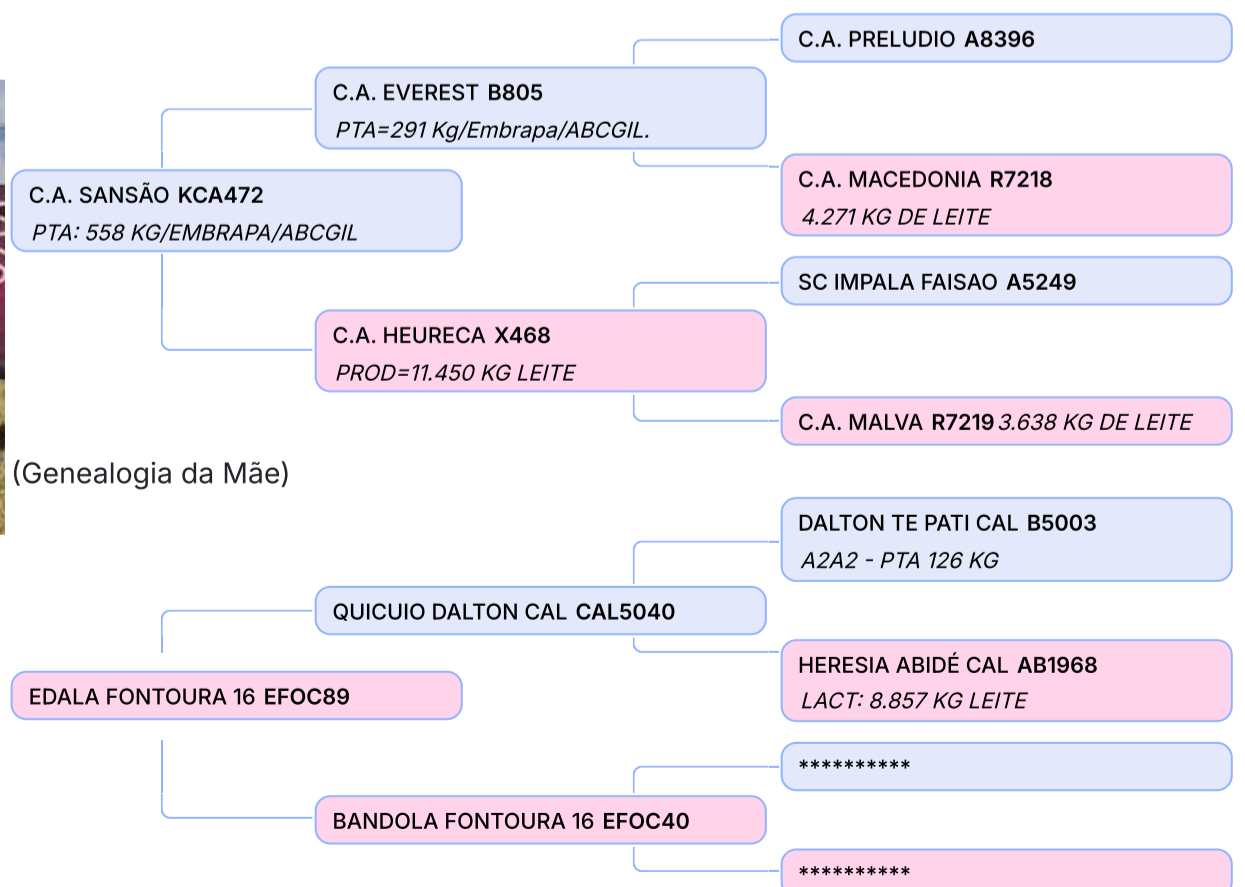 C.A. PRELUDIO A8396
C.A. EVEREST B805
PTA=291 Kg/Embrapa/ABCGIL.
C.A. MACEDONIA R7218
4.271 KG DE LEITE
C.A. SANSÃO KCA472
PTA: 558 KG/EMBRAPA/ABCGIL
SC IMPALA FAISAO A5249
C.A. HEURECA X468
PROD=11.450 KG LEITE
C.A. MALVA R7219 3.638 KG DE LEITE
(Genealogia da Mãe)
DALTON TE PATI CAL B5003
A2A2 - PTA 126 KG
QUICUIO DALTON CAL CAL5040
HERESIA ABIDÉ CAL AB1968
LACT: 8.857 KG LEITE
EDALA FONTOURA 16 EFOC89
**********
BANDOLA FONTOURA 16 EFOC40
**********